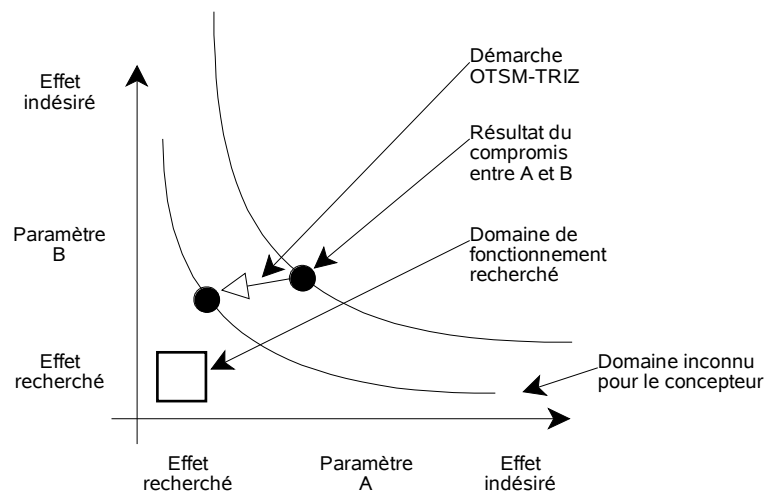 Effet
indésiré
Démarche
OTSM-TRIZ
Résultat du
compromis
entre A et B
Paramètre
B
Domaine de
fonctionnement
recherché
Effet
recherché
Domaine inconnu
pour le concepteur
Effet
recherché
Paramètre
A
Effet
indésiré